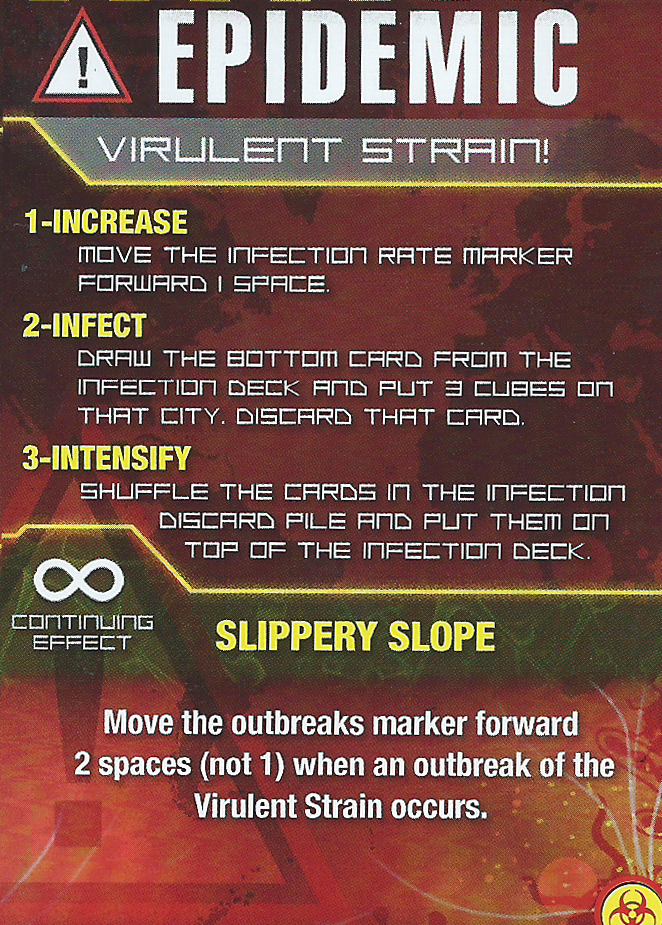 EPIDEMIC
VIRULENT STRAIN!
1-INCREASE
MOVE THE INFECTION RATE MARKER
FORWARD 1 SPACE.
2-INFECT
DRAW THE BOTTOM CARD FROM THE
INFECTION DECK AND PUT 3 CUBES ON
THAT CITY. DISCARD THAT CARD.
3-INTENSIFY
SHUFFLE THE CARDS IN THE INFECTION
DISCARD PILE AND PUT THEM ON
TOP OF THE INFECTION DECK.
CONTINUING
EFFECT
SLIPPERY SLOPE
Move the outbreaks marker forward
2 spaces (not 1) when an outbreak of the
Virulent Strain occurs.